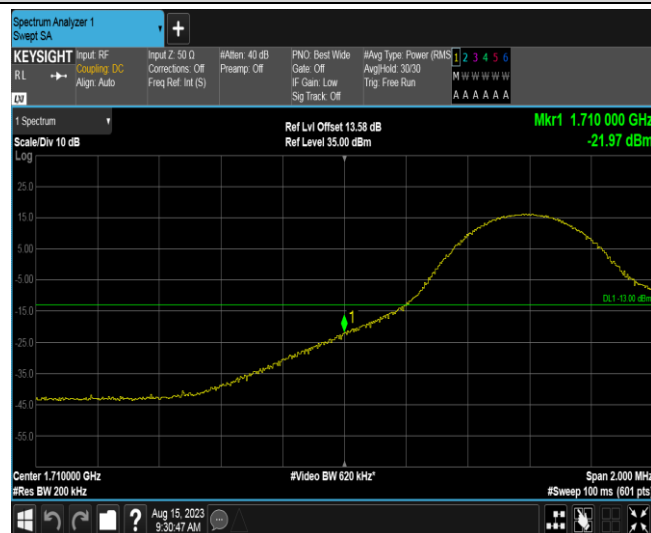 Spectrum Analyzer 1
Swept SA
+
KEYSIGHT
RL
LXI
Input: RF
Coupling: DC
Align: Auto
Input Z: 50 Ω
Corrections: Off
Freq Ref: Int (S)
#Atten: 40 dB
Preamp: Off
PNO: Best Wide
Gate: Off
IF Gain: Low
Sig Track: Off
#Avg Type: Power (RMS
Avg|Hold: 30/30
Trig: Free Run
1 2 3 4 5 6
M W W W W W
A A A A A A
1 Spectrum
Scale/Div 10 dB
Log
Ref Lvl Offset 13.58 dB
Ref Level 35.00 dBm
Mkr1 1.710 000 GHz
-21.97 dBm
25.0
15.0
5.00
-5.00
DL1 -13.00 dBm
-15.0
1
-25.0
-35.0
-45.0
-55.0
Center 1.710000 GHz
#Video BW 620 kHz*
Span 2.000 MHz
#Res BW 200 kHz
#Sweep 100 ms (601 pts)
?
Aug 15, 2023
9:30:47 AM